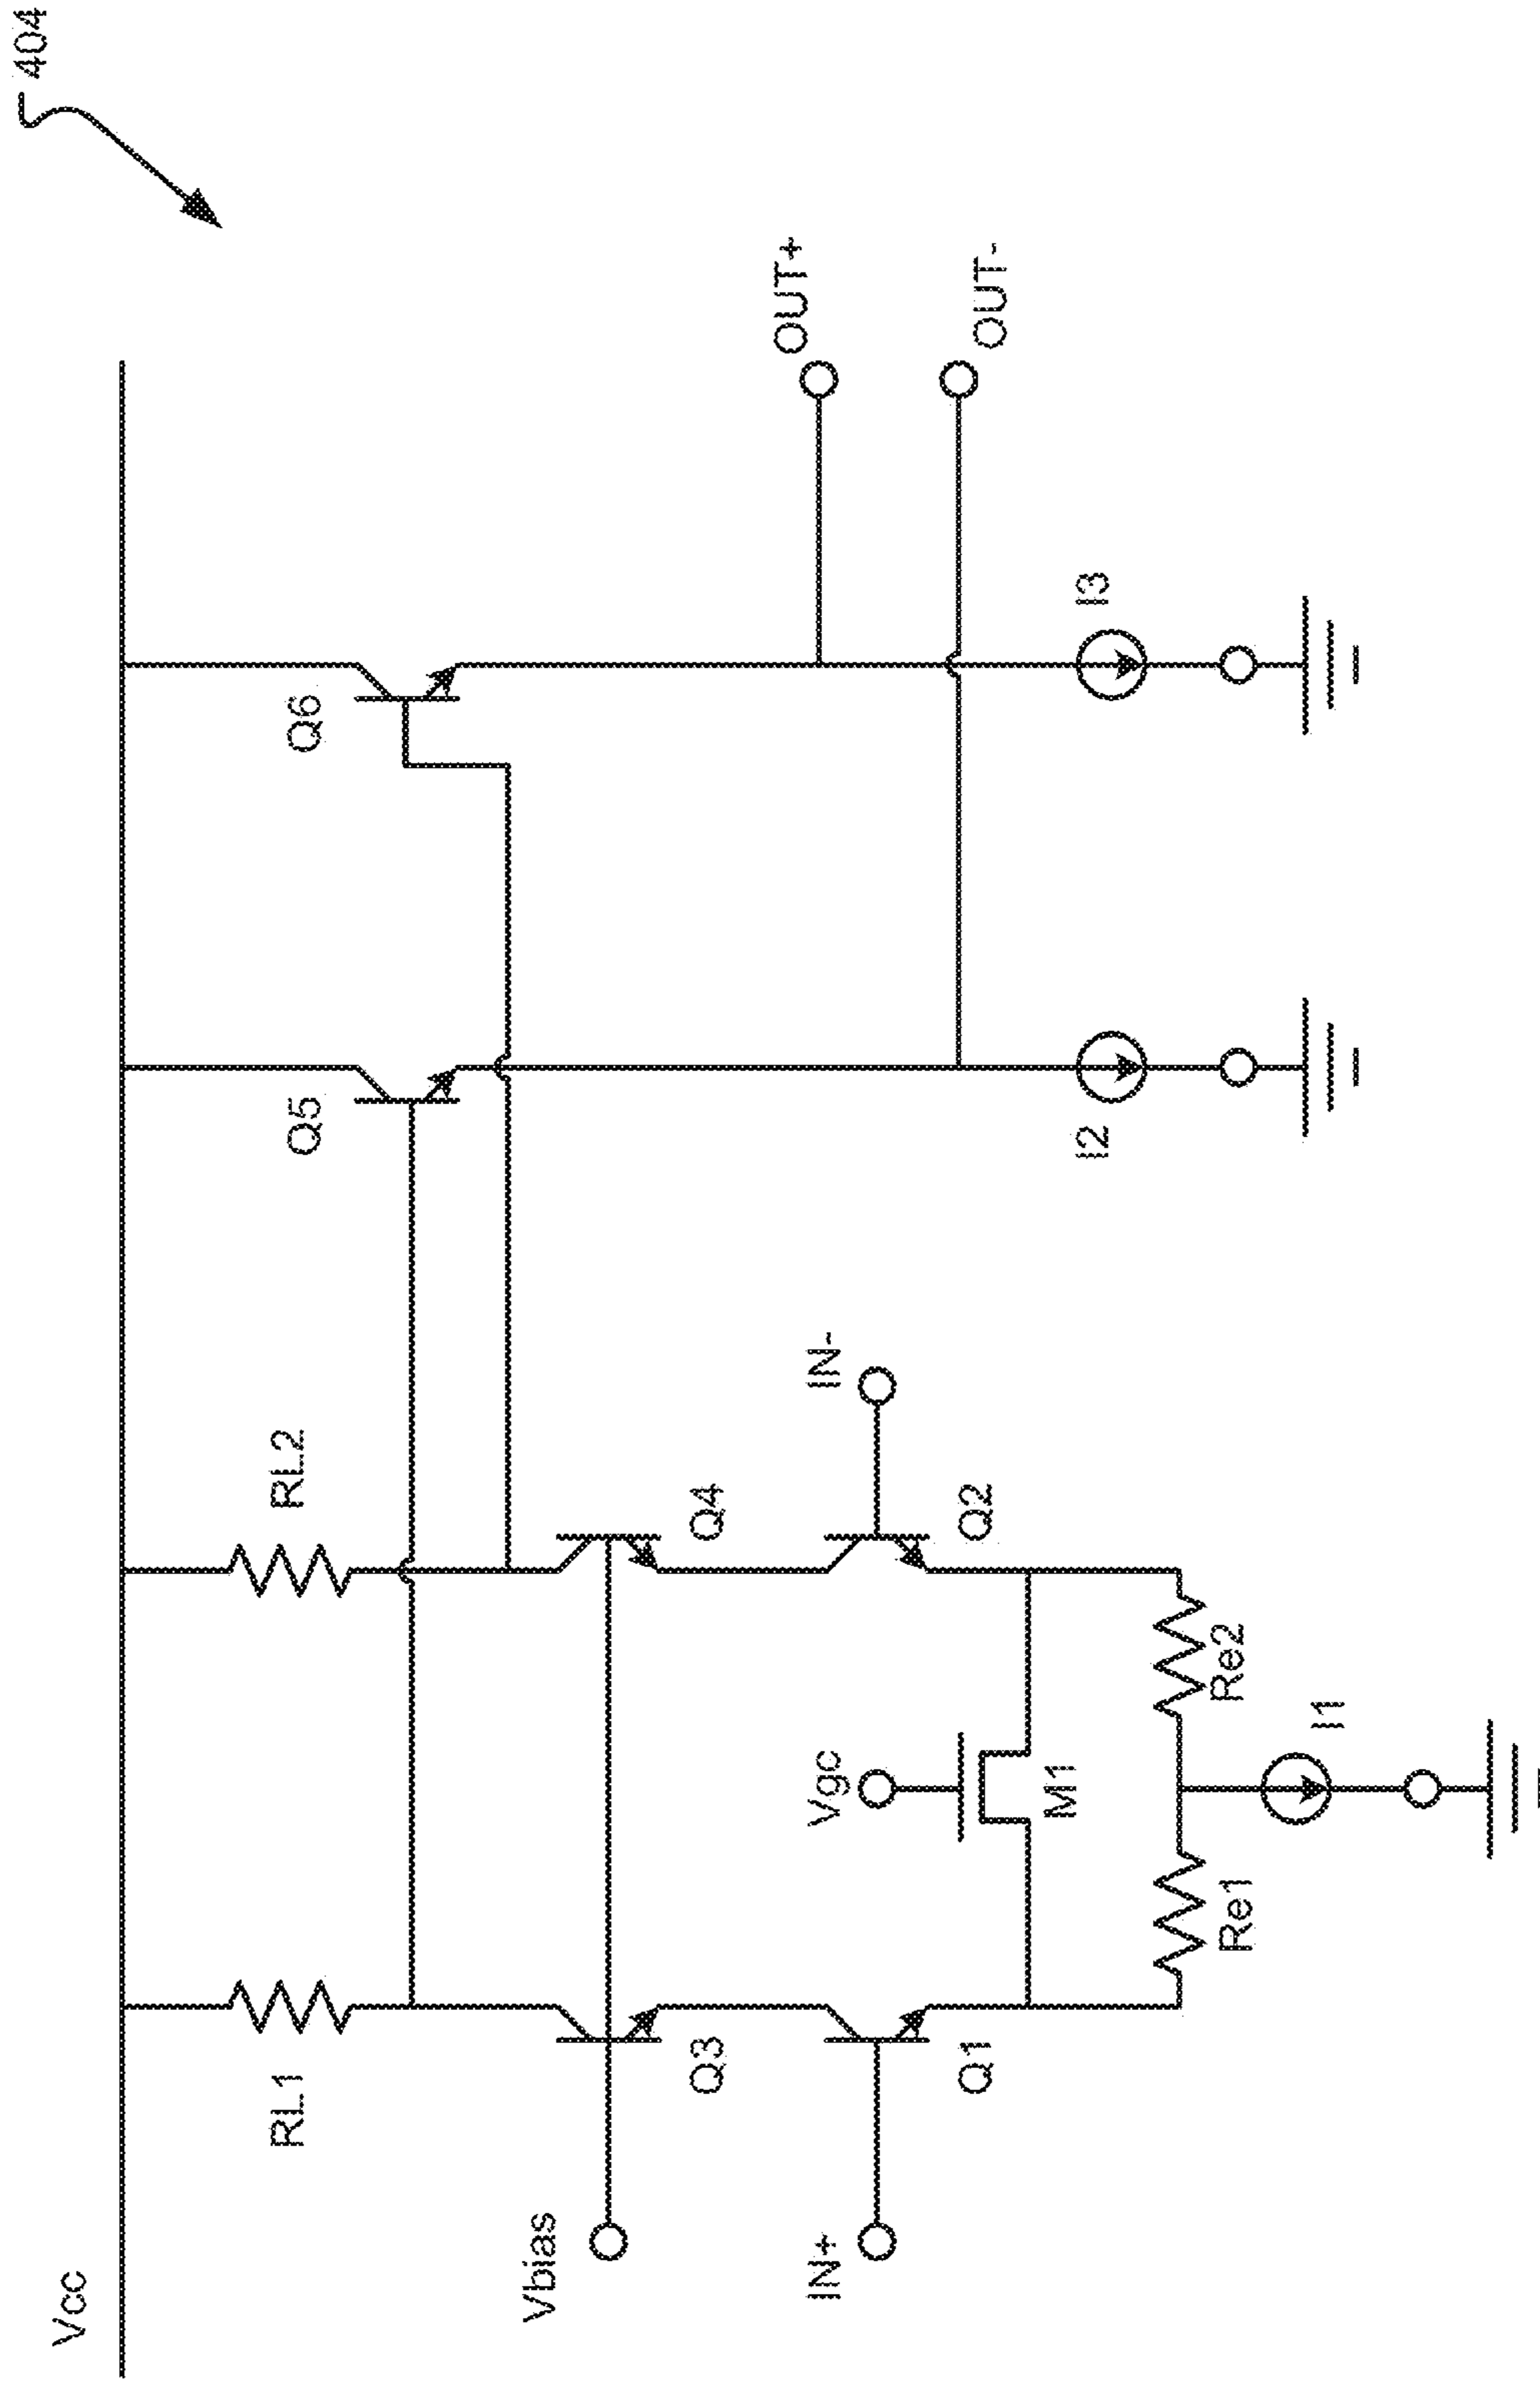 404
Vcc
RL1
RL2
Q5
Q6
Vbias
Q3
Q4
OUT+
IN+
Vgc
IN-
Q1
M1
Q2
OUT-
I2
I3
Re1
Re2
I1